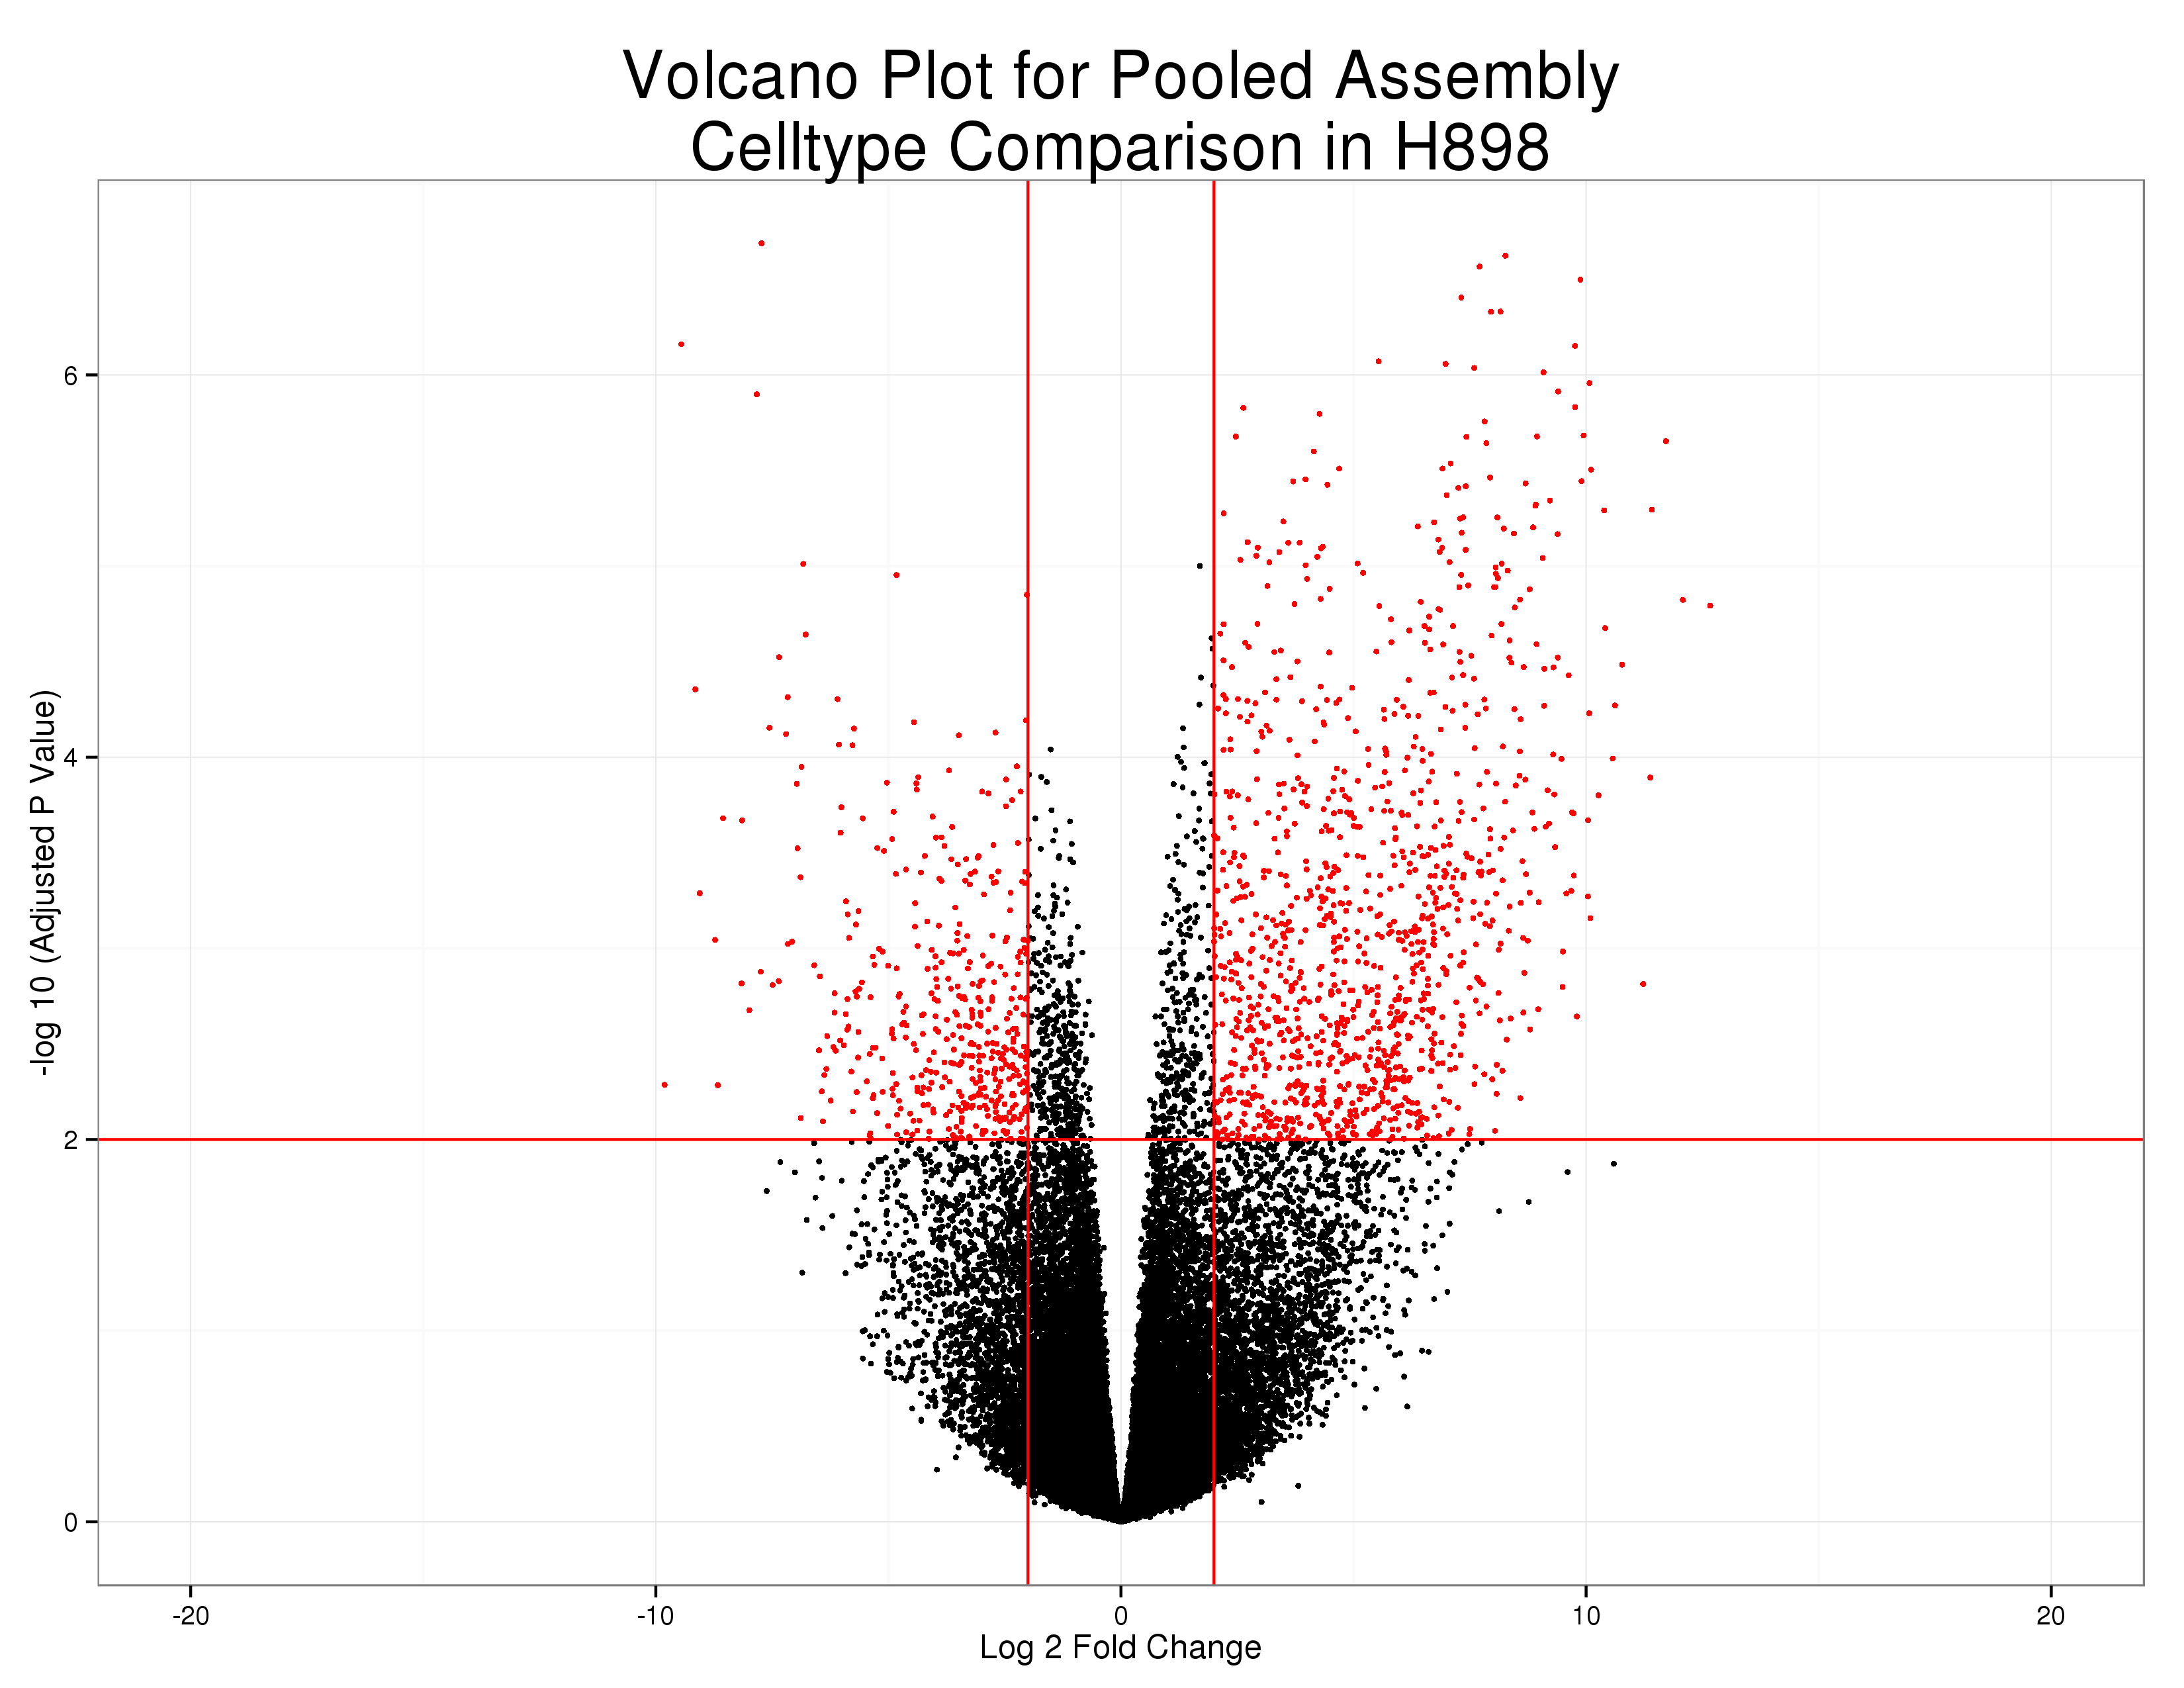 Volcano Plot for Pooled Assembly
Celltype Comparison in H898
-log 10 (Adjusted P Value)
6
4
2
0
-20 -10 0 10 20
Log 2 Fold Change